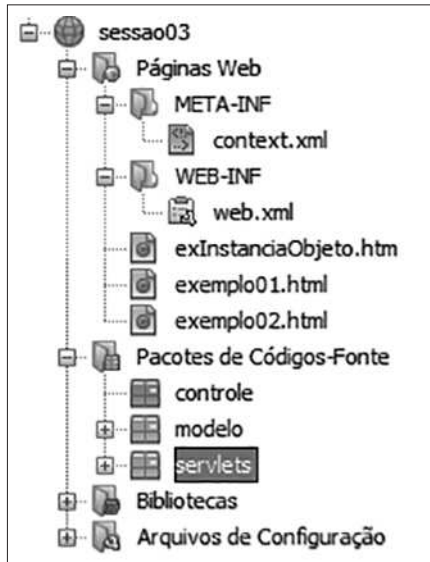 sessao03
Páginas Web
META-INF
context.xml
WEB-INF
web.xml
exInstanciaObjeto.htm
exemplo01.html
exemplo02.html
Pacotes de Códigos-Fonte
controle
modelo
servlets
Bibliotecas
Arquivos de Configuração